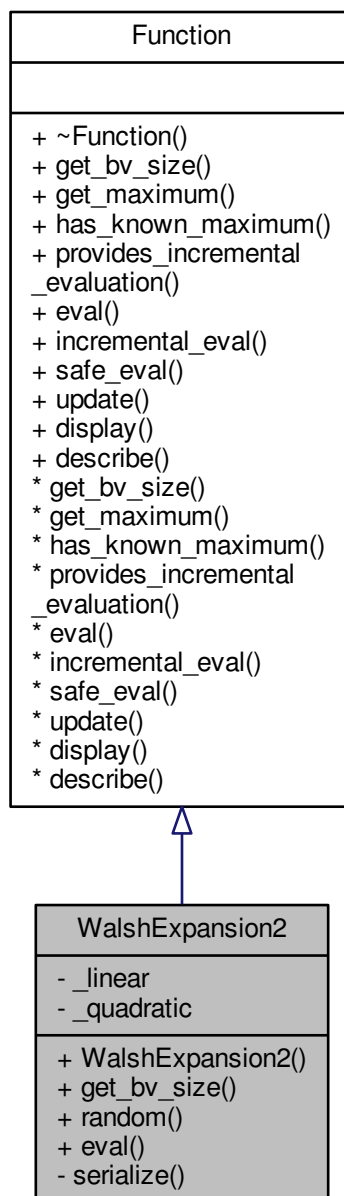 Function
+ ~Function()
+ get_bv_size()
+ get_maximum()
+ has_known_maximum()
+ provides_incremental
_evaluation()
+ eval()
+ incremental_eval()
+ safe_eval()
+ update()
+ display()
+ describe()
* get_bv_size()
* get_maximum()
* has_known_maximum()
* provides_incremental
_evaluation()
* eval()
* incremental_eval()
* safe_eval()
* update()
* display()
* describe()
WalshExpansion2
- _linear
- _quadratic
+ WalshExpansion2()
+ get_bv_size()
+ random()
+ eval()
- serialize()